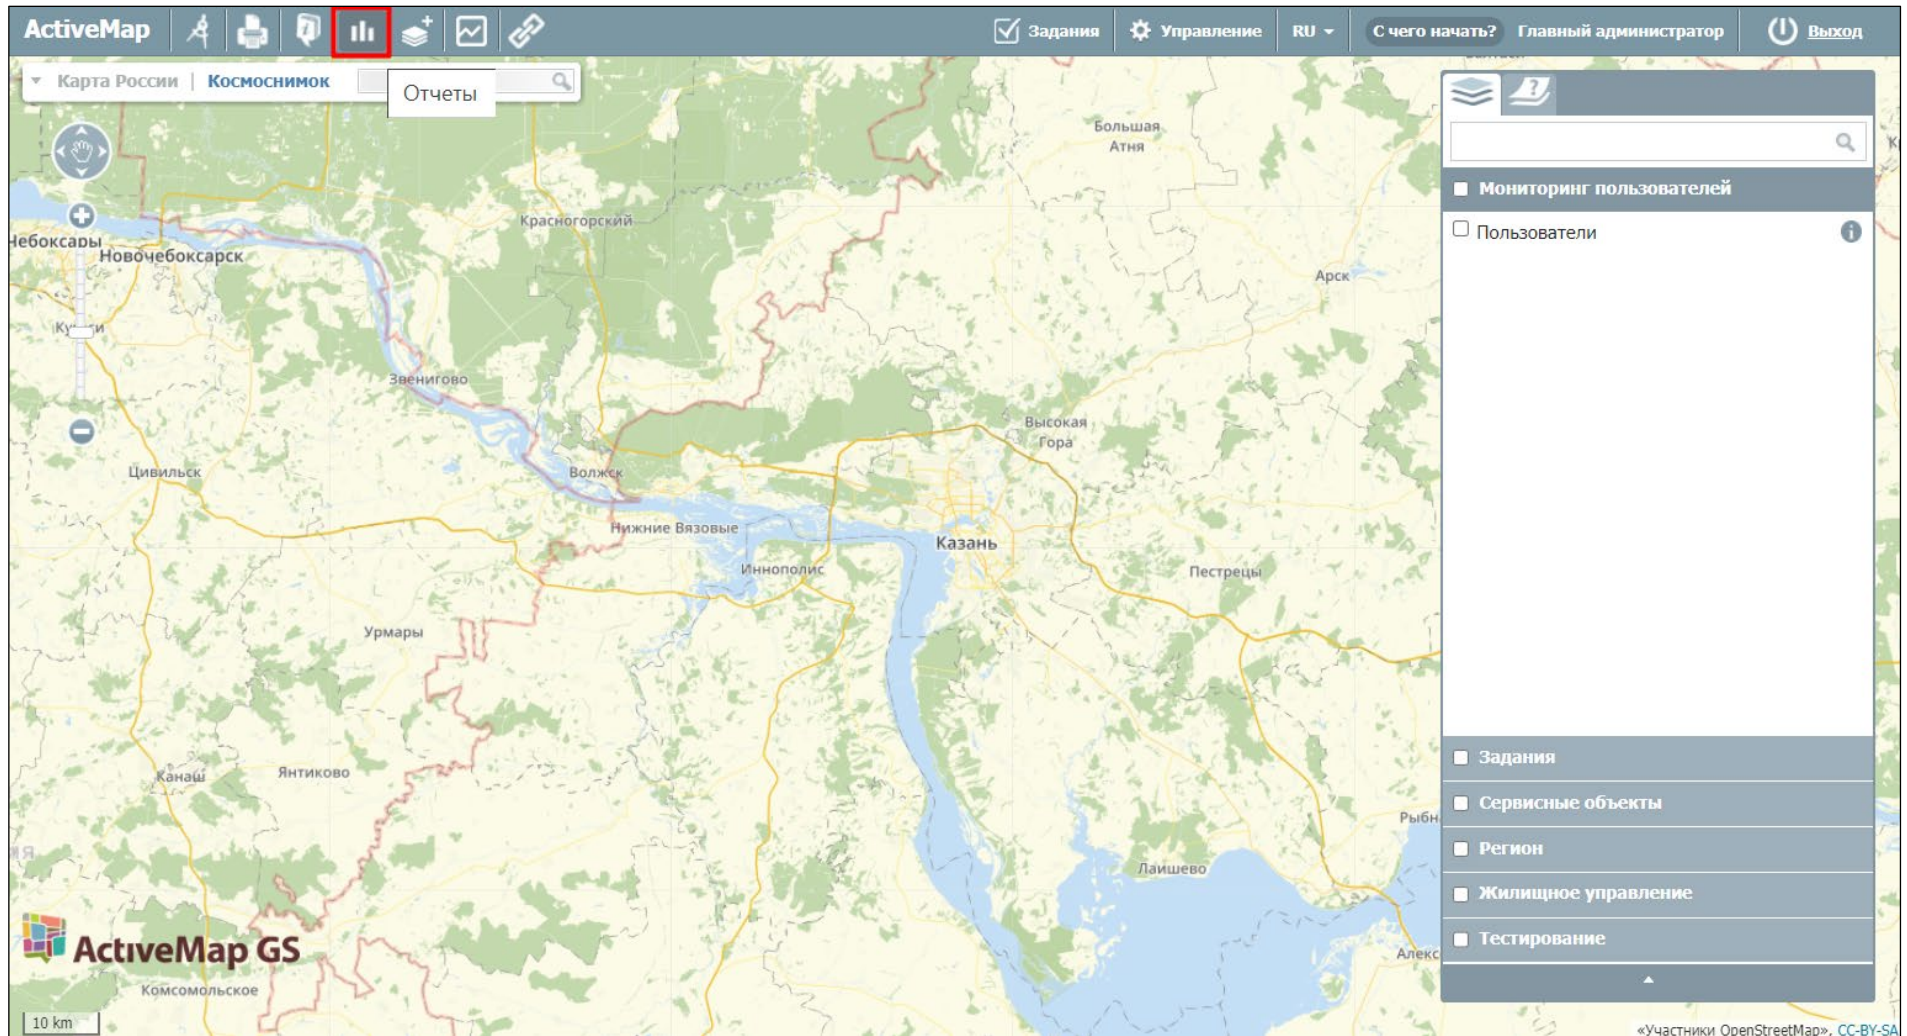 ActiveMap
Задания
Управление
RU
С чего начать?
Главный администратор
Выход
Карта России | Космоснимок
Отчеты
Большая
Атня
Красногорский
Новочебоксарск
Арск
Звенигово
Высокая
Гора
Цивильск
Волжск
Нижние Вязовые
Казань
Иннополис
Пестрецы
Урмары
Янтиково
Канаш
Лаишево
Комсомольское
ActiveMap GS
10 km
Мониторинг пользователей
Пользователи
Задания
Сервисные объекты
Регион
Жилищное управление
Тестирование
«Участники OpenStreetMap», CC-BY-SA